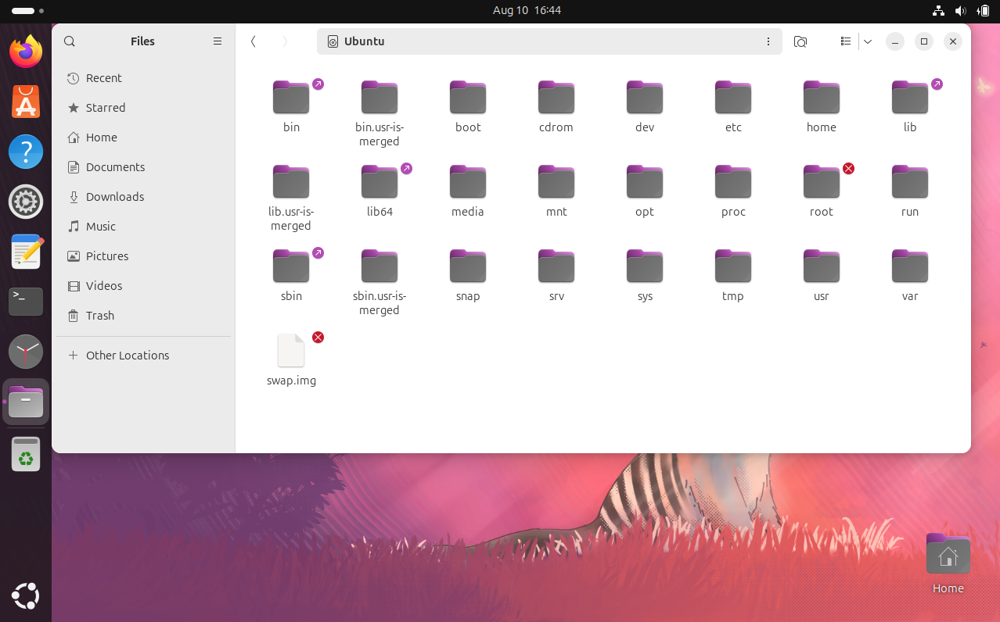 Aug 10 16:44
Files
Ubuntu
Recent
Starred
Home
Documents
Downloads
Music
Pictures
Videos
Trash
Other Locations
bin
bin.usr-is-
merged
boot
cdrom
dev
etc
home
lib
lib.usr-is-
merged
lib64
media
mnt
opt
proc
root
run
sbin
sbin.usr-is-
merged
snap
srv
sys
tmp
usr
var
swap.img
Home